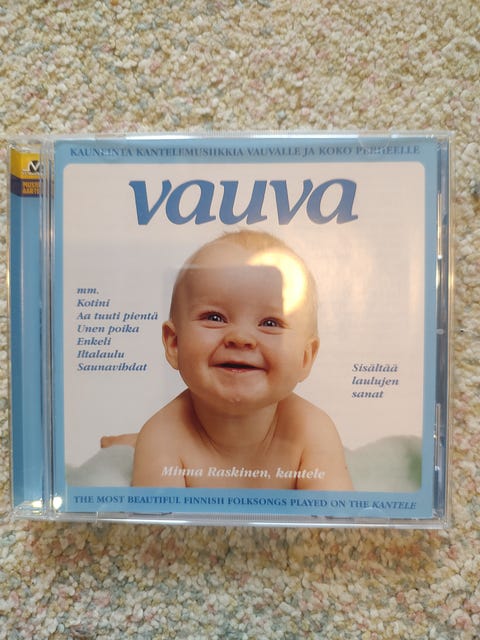 KAUNEINTA KANTELEMUSIIKKIA VAUVALLE JA KOKO PERHEELLE
vauva
mm.
Kotini
Aa tuuti pientä
Unen poika
Enkeli
Iltalaulu
Saunavihdat
Sisältää
laulujen
sanat
Minna Raskinen, kantele
THE MOST BEAUTIFUL FINNISH FOLKSONGS PLAYED ON THE KANTELE